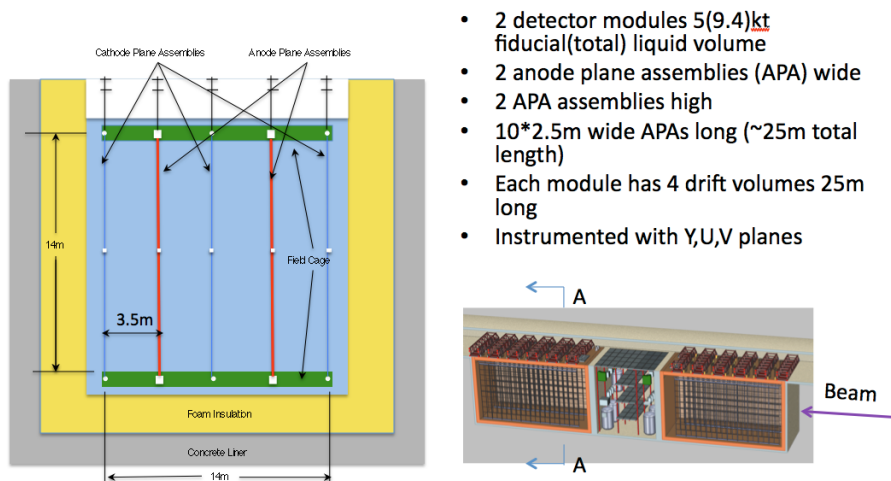 Cathode Plane Assemblies
Anode Plane Assemblies
14m
3.5m
Field Cage
Foam Insulation
Concrete Liner
14m
• 2 detector modules 5(9.4)kt
fiducial(total) liquid volume
• 2 anode plane assemblies (APA) wide
• 2 APA assemblies high
• 10*2.5m wide APAs long (~25m total
length)
• Each module has 4 drift volumes 25m
long
• Instrumented with Y,U,V planes
A
Beam
A